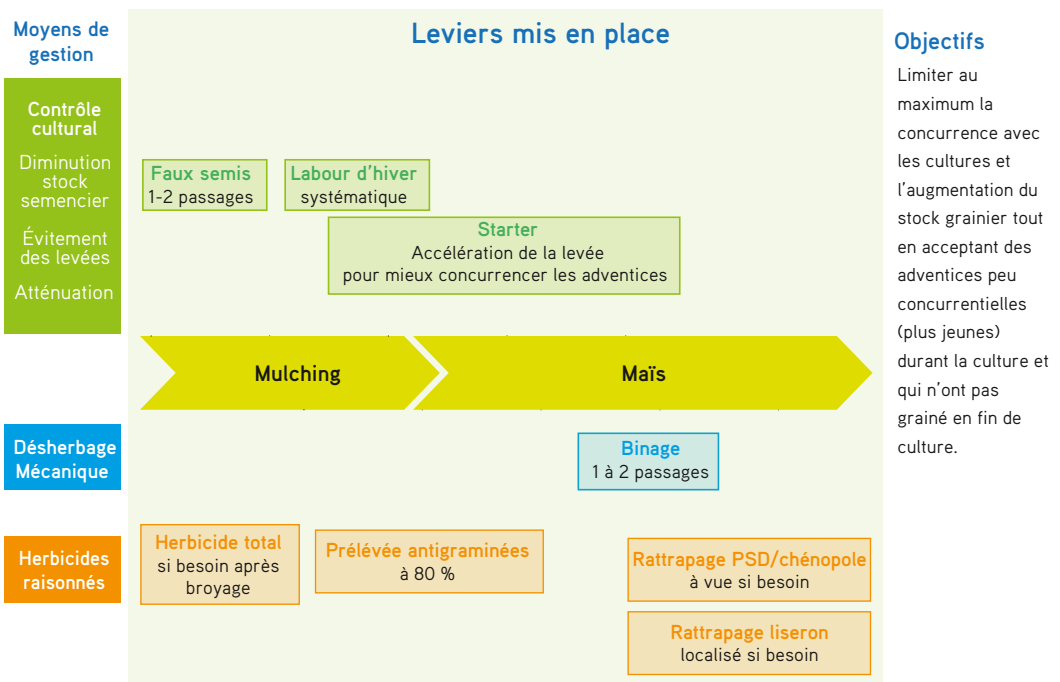 Moyens de
gestion
Leviers mis en place
Objectifs
Limiter au
maximum la
concurrence avec
les cultures et
l'augmentation du
stock grainier tout
en acceptant des
adventices peu
concurrentielles
(plus jeunes)
durant la culture et
qui n'ont pas
grainé en fin de
culture.
Contrôle
cultural
Diminution
stock
semencier
Évitement
des levées
Atténuation
Faux semis
1-2 passages
Labour d'hiver
systématique
Starter
Accélération de la levée
pour mieux concurrencer les adventices
Mulching
Maïs
Désherbage
Mécanique
Binage
1 à 2 passages
Herbicides
raisonnés
Herbicide total
si besoin après
broyage
Prélévée antigraminées
à 80 %
Rattrapage PSD/chénopole
à vue si besoin
Rattrapage liseron
localisé si besoin